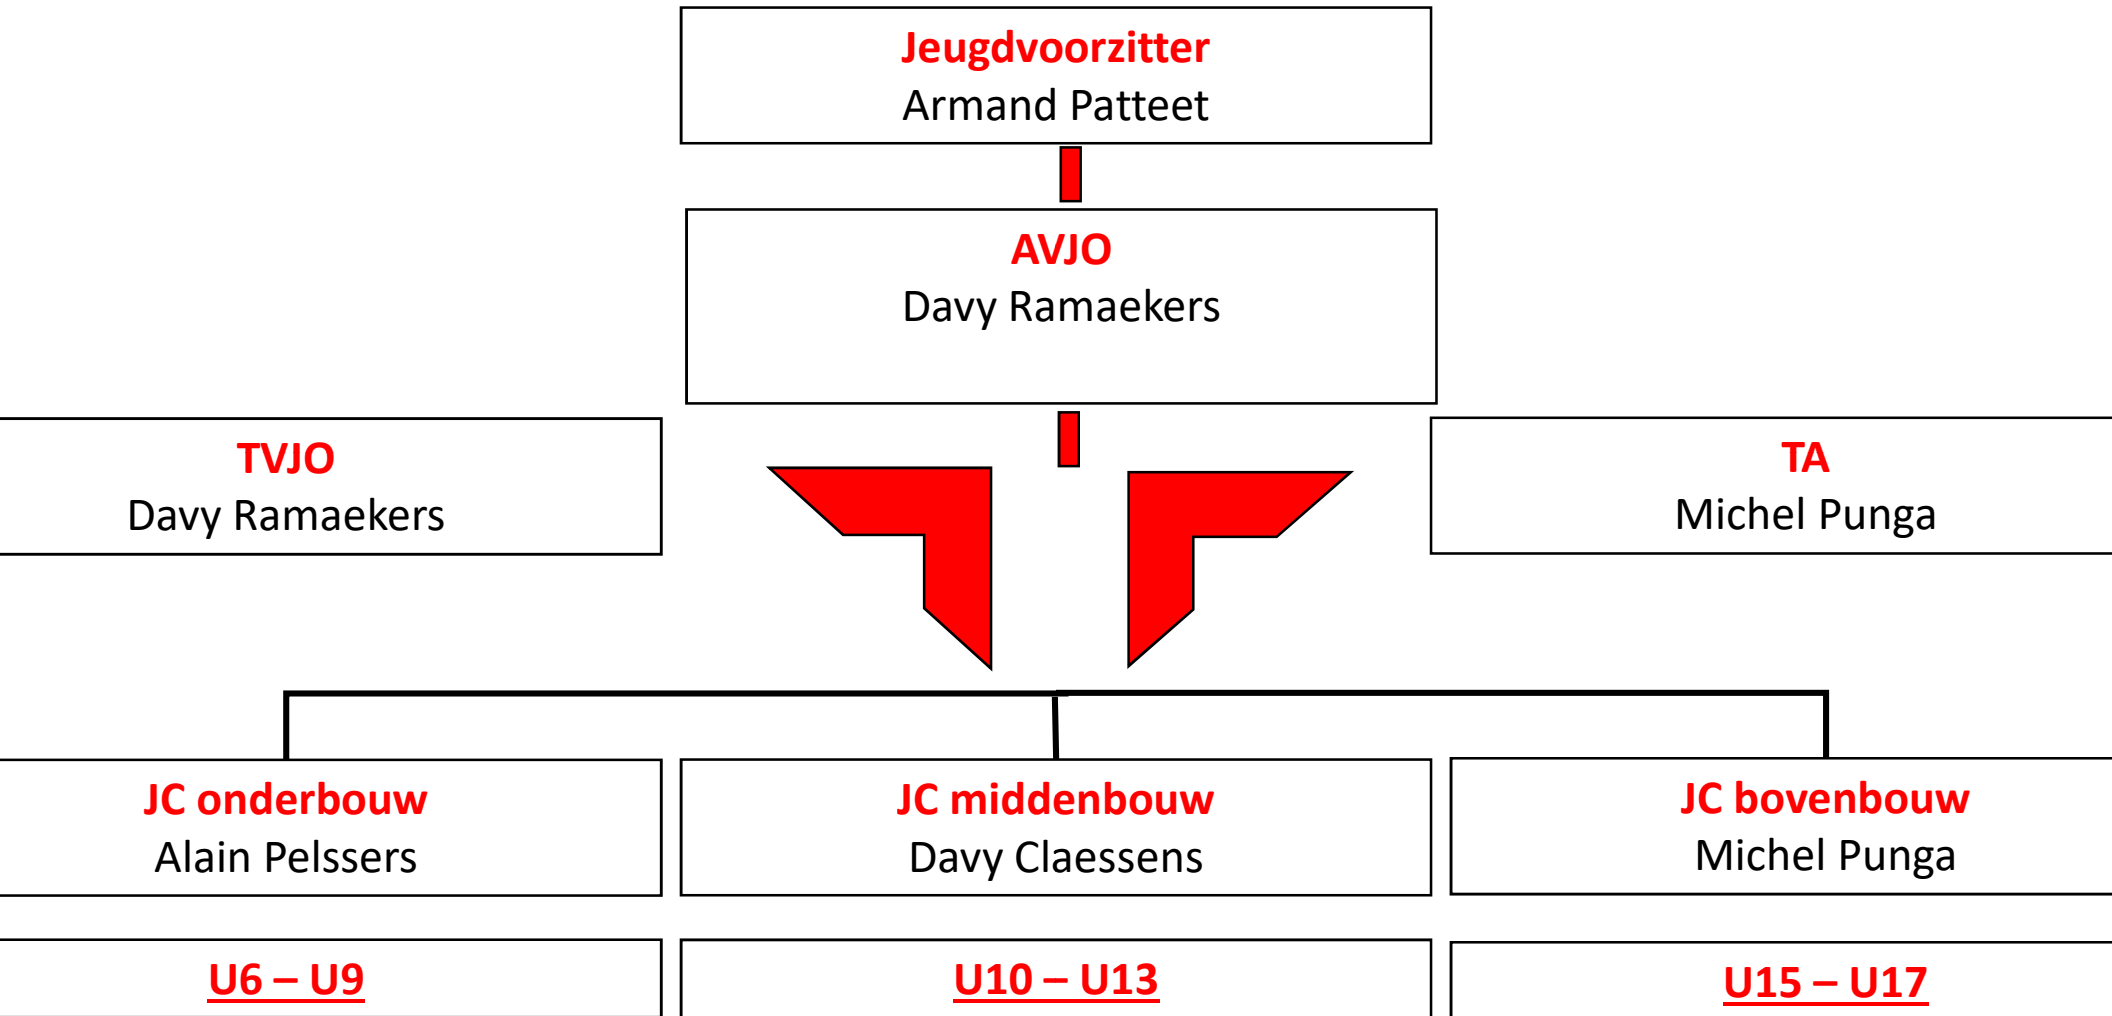 Jeugdvoorzitter
Armand Patteet
AVJO
Davy Ramaekers
TVJO
Davy Ramaekers
TA
Michel Punga
JC onderbouw
Alain Pelssers
JC middenbouw
Davy Claessens
JC bovenbouw
Michel Punga
U6 – U9
U10 – U13
U15 – U17